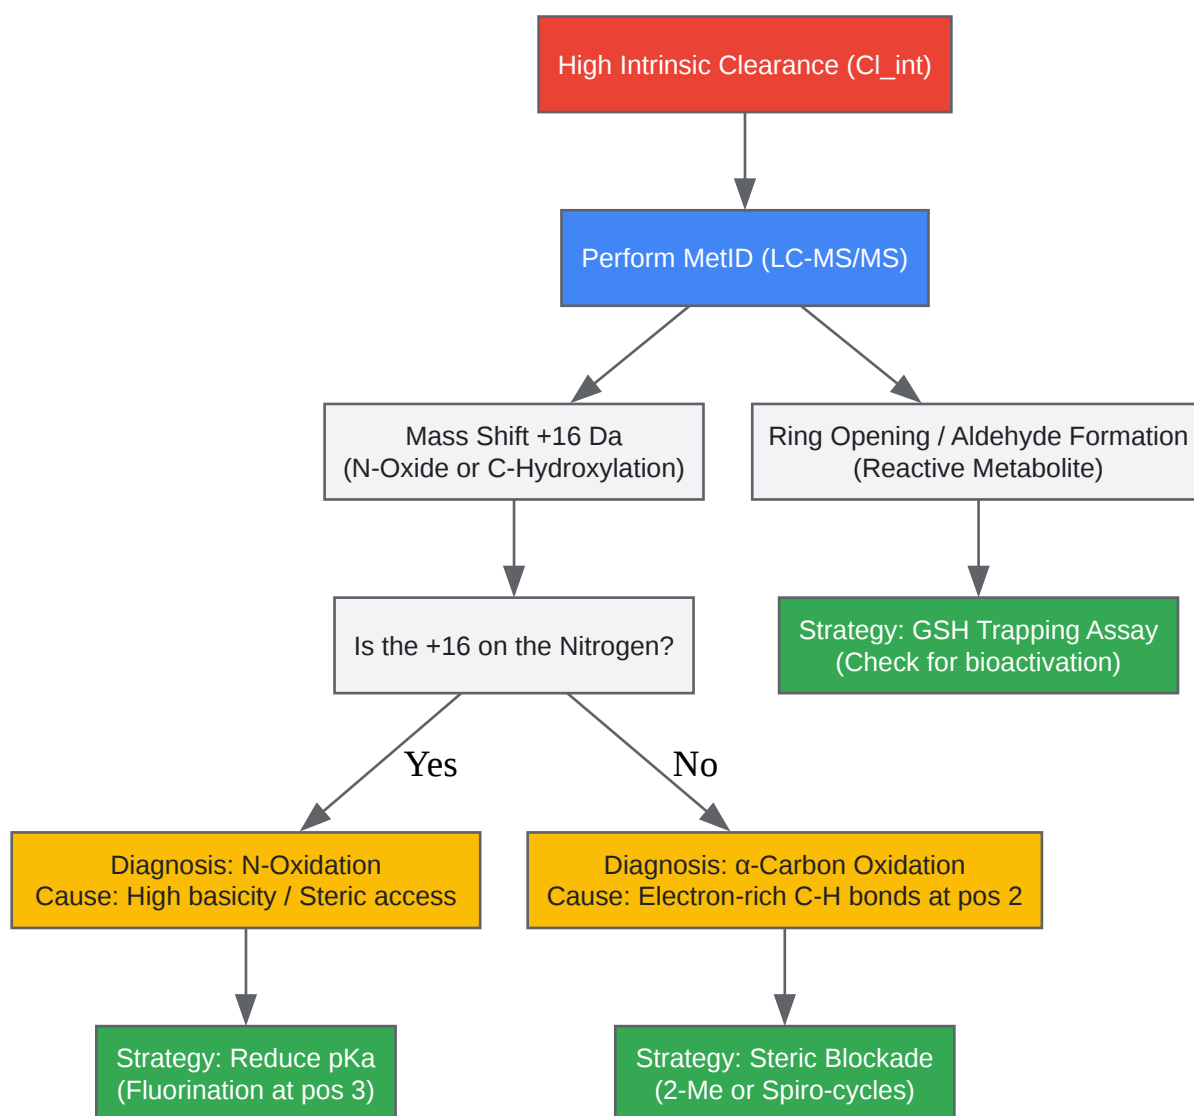 High Intrinsic Clearance (Cl_int)
Perform MetID (LC-MS/MS)
Mass Shift +16 Da
(N-Oxide or C-Hydroxylation)
Ring Opening / Aldehyde Formation
(Reactive Metabolite)
Is the +16 on the Nitrogen?
Strategy: GSH Trapping Assay
(Check for bioactivation)
Yes
No
Diagnosis: N-Oxidation
Cause: High basicity / Steric access
Diagnosis: α-Carbon Oxidation
Cause: Electron-rich C-H bonds at pos 2
Strategy: Reduce pKa
(Fluorination at pos 3)
Strategy: Steric Blockade
(2-Me or Spiro-cycles)